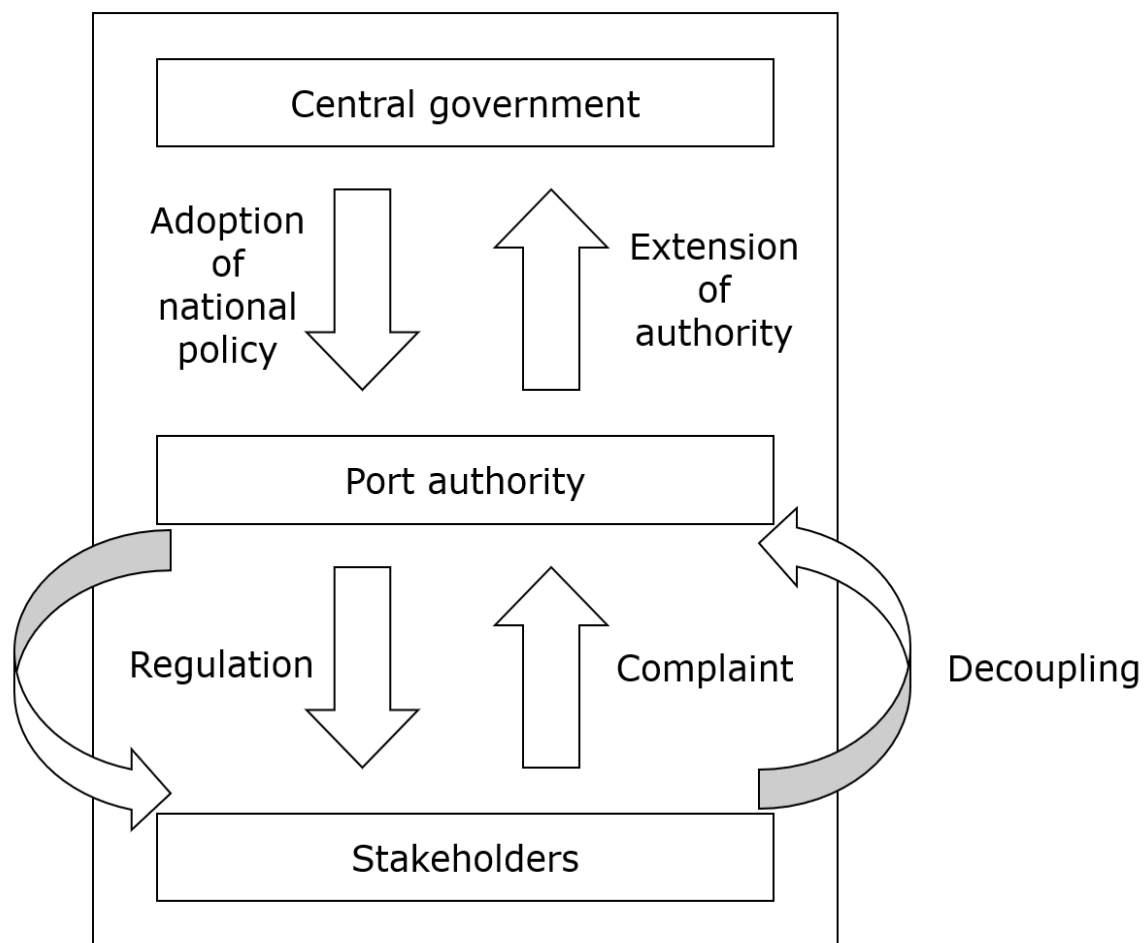 Central government
Adoption
of
national
policy
Extension
of
authority
Port authority
Regulation
Complaint
Decoupling
Stakeholders